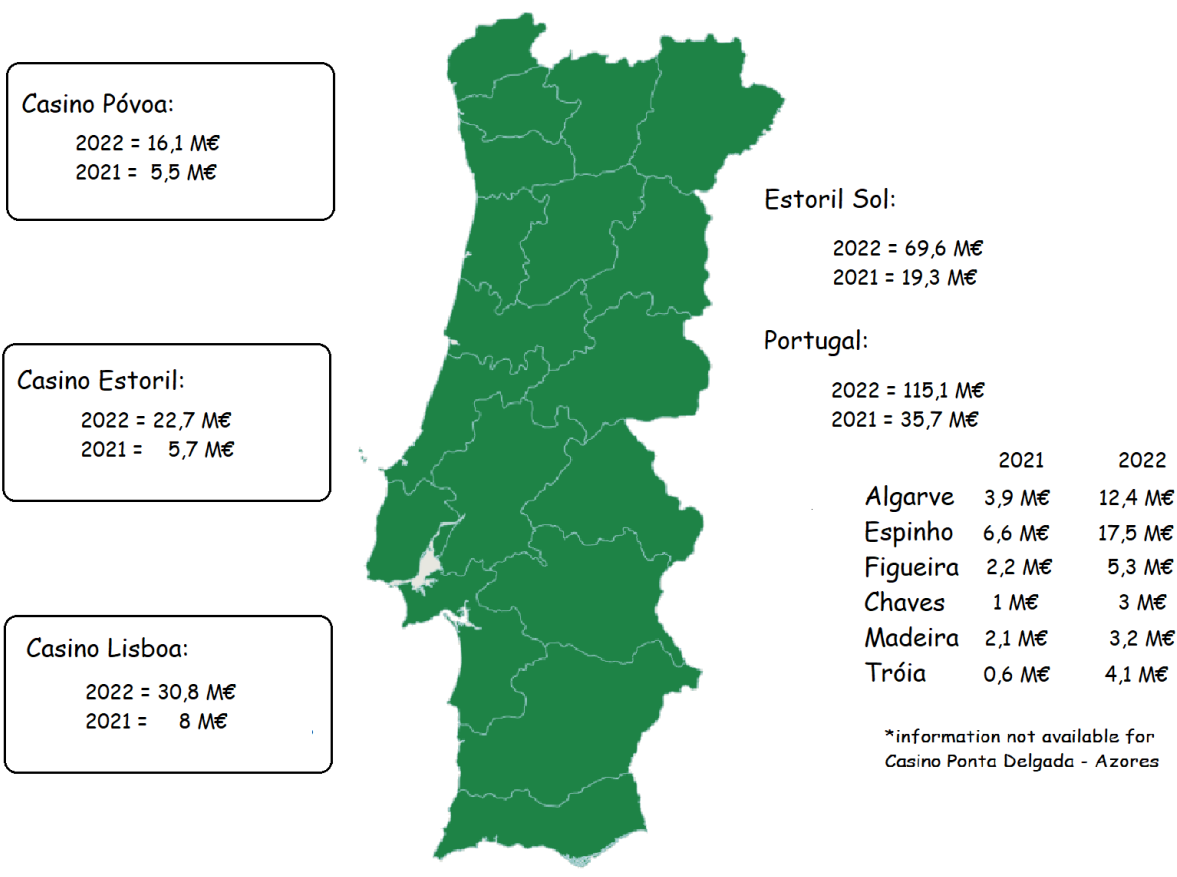 Casino Póvoa:
2022 = 16,1 M€
2021 = 5,5 M€
Casino Estoril:
2022 = 22,7 M€
2021 = 5,7 M€
Casino Lisboa:
2022 = 30,8 M€
2021 = 8 M€
Estoril Sol:
2022 = 69,6 M€
2021 = 19,3 M€
Portugal:
2022 = 115,1 M€
2021 = 35,7 M€
2021 2022
Algarve 3,9 M€ 12,4 M€
Espinho 6,6 M€ 17,5 M€
Figueira 2,2 M€ 5,3 M€
Chaves 1 M€ 3 M€
Madeira 2,1 M€ 3,2 M€
Tróia 0,6 M€ 4,1 M€
*information not available for
Casino Ponta Delgada - Azores